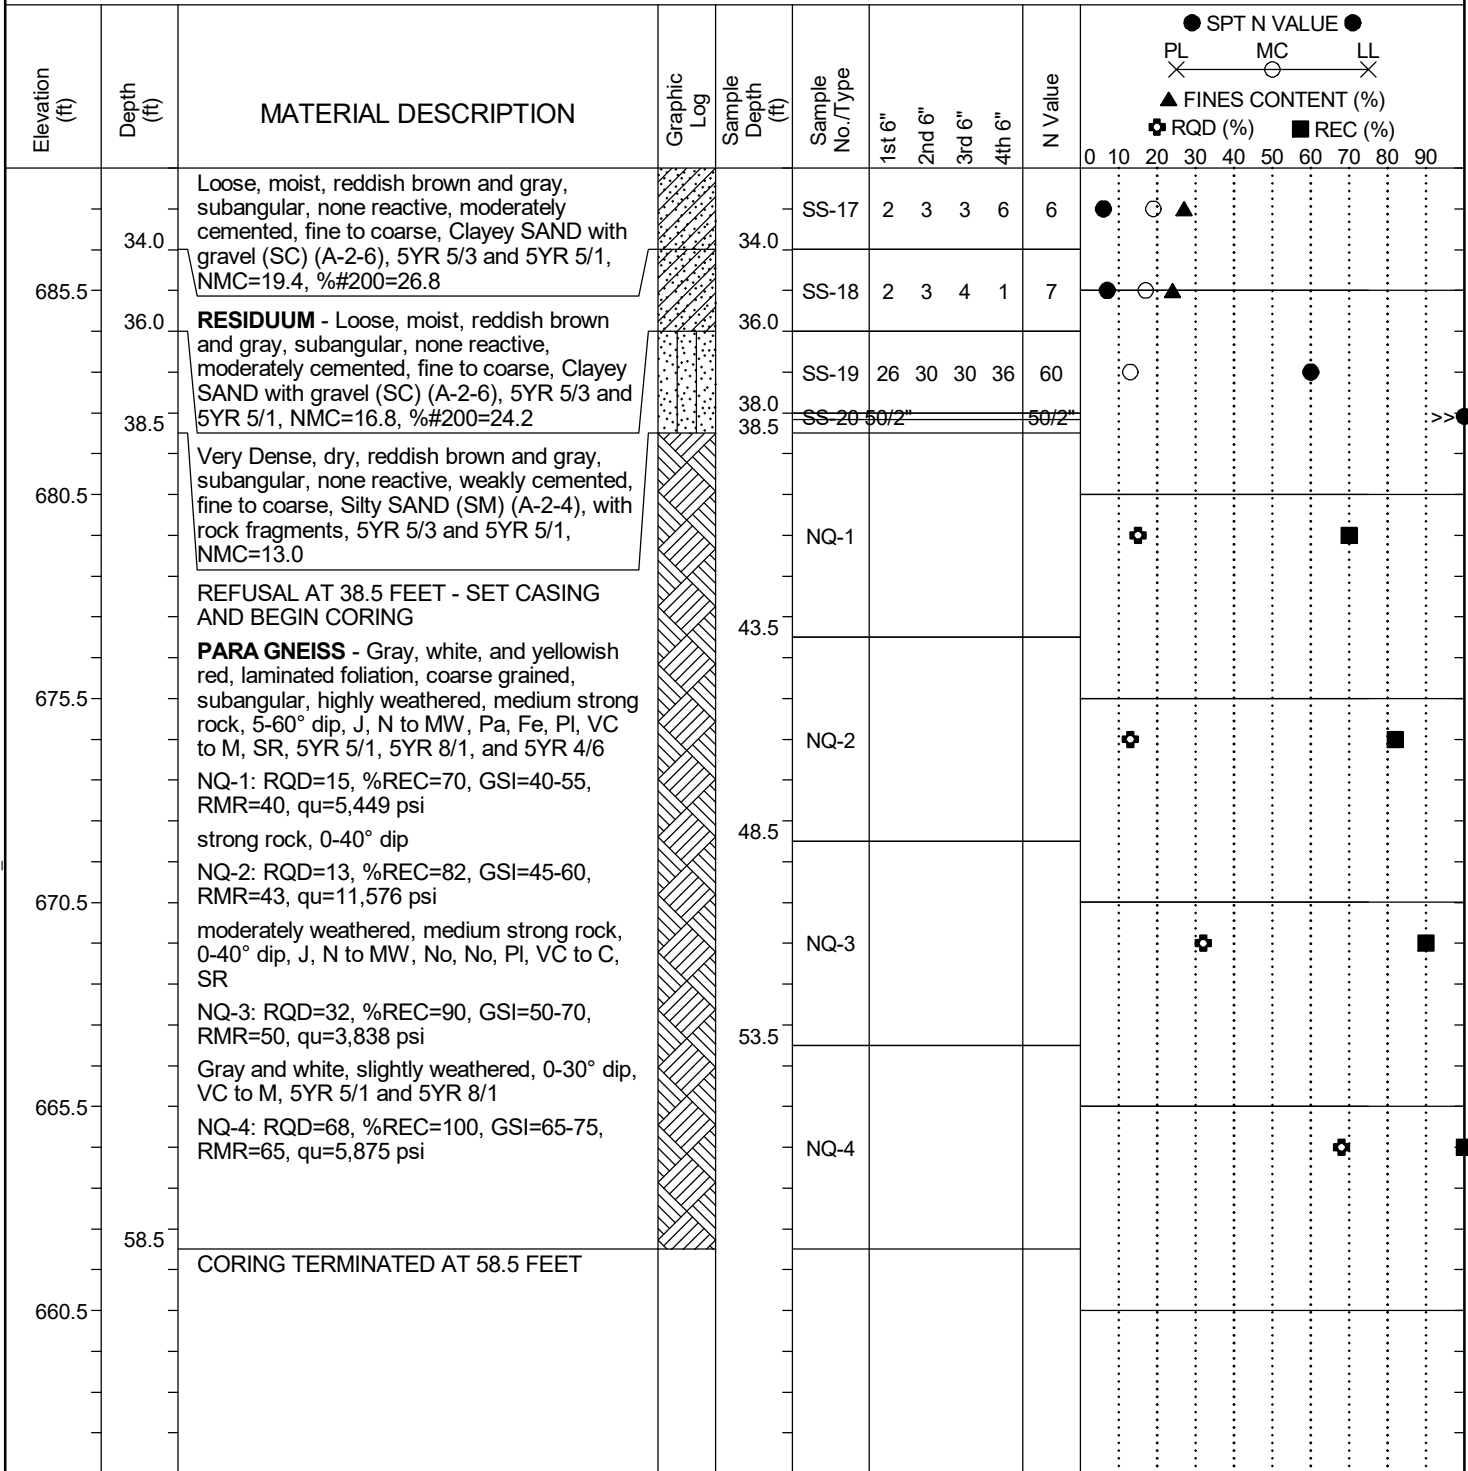 Elevation (ft)
Depth (ft)
MATERIAL DESCRIPTION
Graphic Log
Sample Depth (ft)
Sample No./Type
1st 6"
2nd 6"
3rd 6"
4th 6"
N Value
SPT N VALUE
PL MC LL
FINES CONTENT (%)
RQD (%) REC (%)
0 10 20 30 40 50 60 70 80 90
Loose, moist, reddish brown and gray,
subangular, none reactive, moderately
cemented, fine to coarse, Clayey SAND with
gravel (SC) (A-2-6), 5YR 5/3 and 5YR 5/1,
NMC=19.4, %#200=26.8
34.0
34.0
SS-17 2 3 3 6 6
685.5
SS-18 2 3 4 1 7
36.0
36.0
RESIDUUM - Loose, moist, reddish brown
and gray, subangular, none reactive,
moderately cemented, fine to coarse, Clayey
SAND with gravel (SC) (A-2-6), 5YR 5/3 and
5YR 5/1, NMC=16.8, %#200=24.2
SS-19 26 30 30 36 60
38.0
SS-20 50/2" 50/2"
>>
38.5
38.5
Very Dense, dry, reddish brown and gray,
subangular, none reactive, weakly cemented,
fine to coarse, Silty SAND (SM) (A-2-4), with
rock fragments, 5YR 5/3 and 5YR 5/1,
NMC=13.0
680.5
NQ-1
REFUSAL AT 38.5 FEET - SET CASING
AND BEGIN CORING
43.5
PARA GNEISS - Gray, white, and yellowish
red, laminated foliation, coarse grained,
subangular, highly weathered, medium strong
rock, 5-60° dip, J, N to MW, Pa, Fe, Pl, VC
to M, SR, 5YR 5/1, 5YR 8/1, and 5YR 4/6
675.5
NQ-2
NQ-1: RQD=15, %REC=70, GSI=40-55,
RMR=40, qu=5,449 psi
strong rock, 0-40° dip
48.5
NQ-2: RQD=13, %REC=82, GSI=45-60,
RMR=43, qu=11,576 psi
670.5
moderately weathered, medium strong rock,
0-40° dip, J, N to MW, No, No, Pl, VC to C,
SR
NQ-3
NQ-3: RQD=32, %REC=90, GSI=50-70,
RMR=50, qu=3,838 psi
53.5
Gray and white, slightly weathered, 0-30° dip,
VC to M, 5YR 5/1 and 5YR 8/1
665.5
NQ-4: RQD=68, %REC=100, GSI=65-75,
RMR=65, qu=5,875 psi
NQ-4
58.5
CORING TERMINATED AT 58.5 FEET
660.5